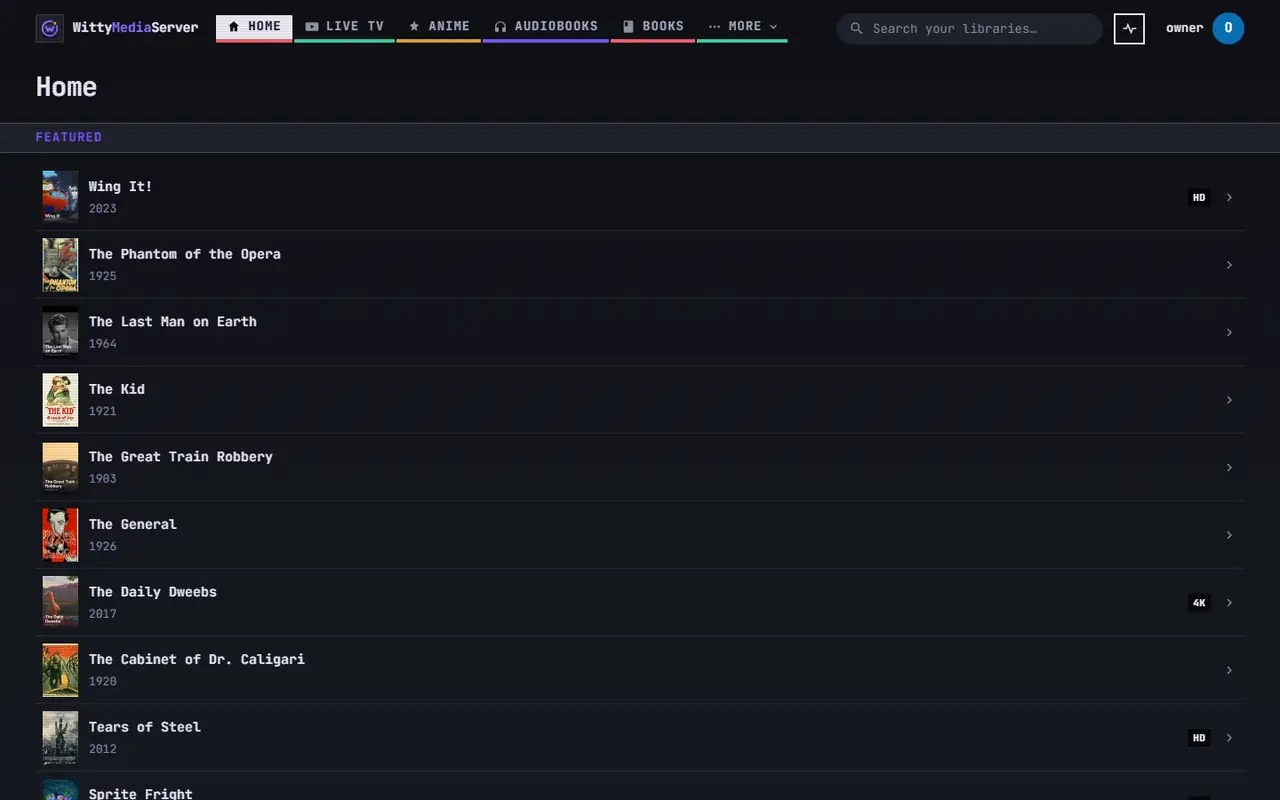 WittyMediaServer
HOME
LIVE TV
ANIME
AUDIOBOOKS
BOOKS
MORE
Search your libraries…
owner
O
Home
FEATURED
Wing It!
2023
HD
The Phantom of the Opera
1925
The Last Man on Earth
1964
The Kid
1921
The Great Train Robbery
1903
The General
1926
The Daily Dweebs
2017
4K
The Cabinet of Dr. Caligari
1920
Tears of Steel
2012
HD
Sprite Fright